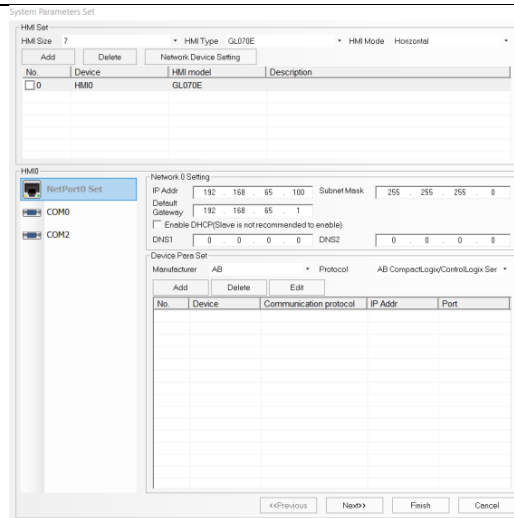 System Parameters Set
HMI Set
HMI Size 7 HMI Type GL070E HMI Mode Horizontal
Add Delete Network Device Setting
No. Device HMI model Description
0 HMI0 GL070E
HMI0
NetPort0 Set
COM0
COM2
Network 0 Setting
IP Addr 192 . 168 . 65 . 100 Subnet Mask 255 . 255 . 255 . 0
Default Gateway 192 . 168 . 65 . 1
Enable DHCP(Slave is not recommended to enable)
DNS1 0 . 0 . 0 . 0 DNS2 0 . 0 . 0 . 0
Device Para Set
Manufacturer AB Protocol AB CompactLogix/ControlLogix Ser
Add Delete Edit
No. Device Communication protocol IP Addr Port
<<Previous Next>> Finish Cancel